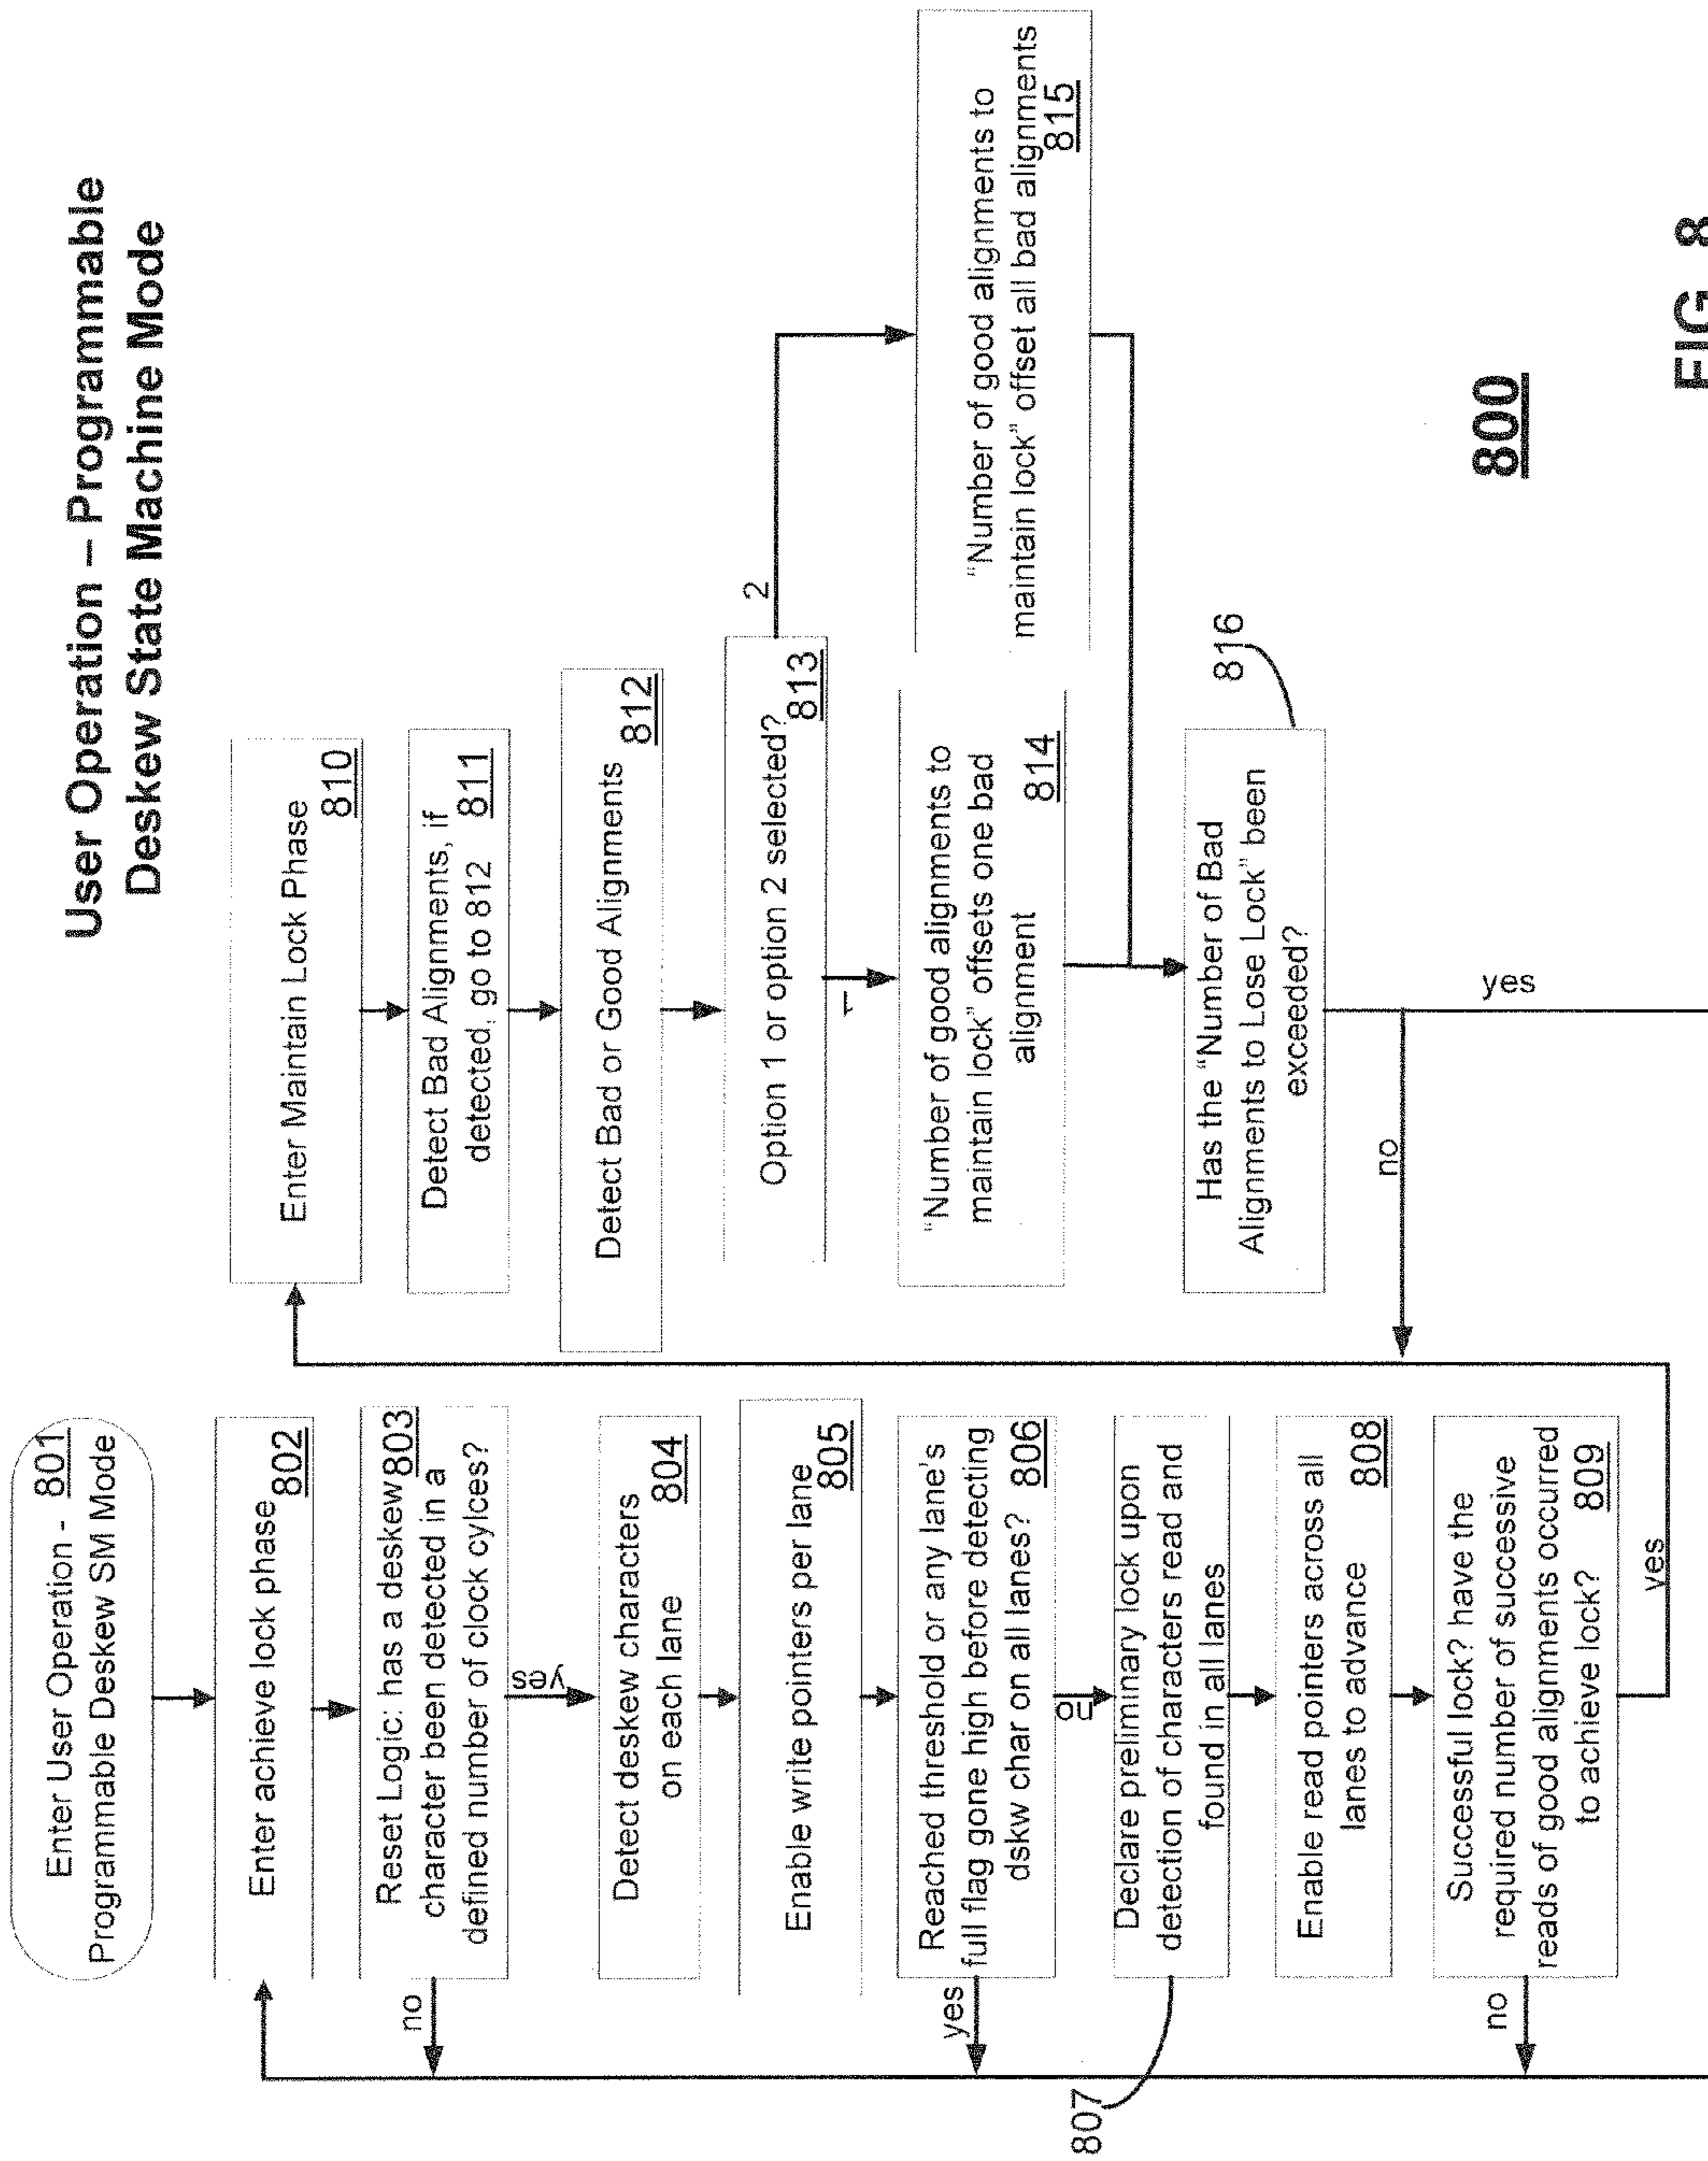 User Operation – Programmable
Deskew State Machine Mode
Enter User Operation - 801
Programmable Deskew SM Mode
Enter achieve lock phase 802
Reset Logic: has a deskew 803
character been detected in a
defined number of clock cylces?
no
yes
Detect deskew characters
on each lane 804
Enable write pointers per lane 805
Reached threshold or any lane's
full flag gone high before detecting
dskw char on all lanes? 806
yes
no
Declare preliminary lock upon
detection of characters read and
found in all lanes
807
Enable read pointers across all
lanes to advance 808
Successful lock? have the
required number of successive
reads of good alignments occurred
to achieve lock? 809
no
yes
Enter Maintain Lock Phase 810
Detect Bad Alignments, if
detected, go to 812 811
Detect Bad or Good Alignments 812
Option 1 or option 2 selected? 813
1
2
"Number of good alignments to
maintain lock" offsets one bad
alignment 814
"Number of good alignments to
maintain lock" offset all bad alignments
815
Has the "Number of Bad
Alignments to Lose Lock" been
exceeded?
816
no
yes
800
FIG. 8